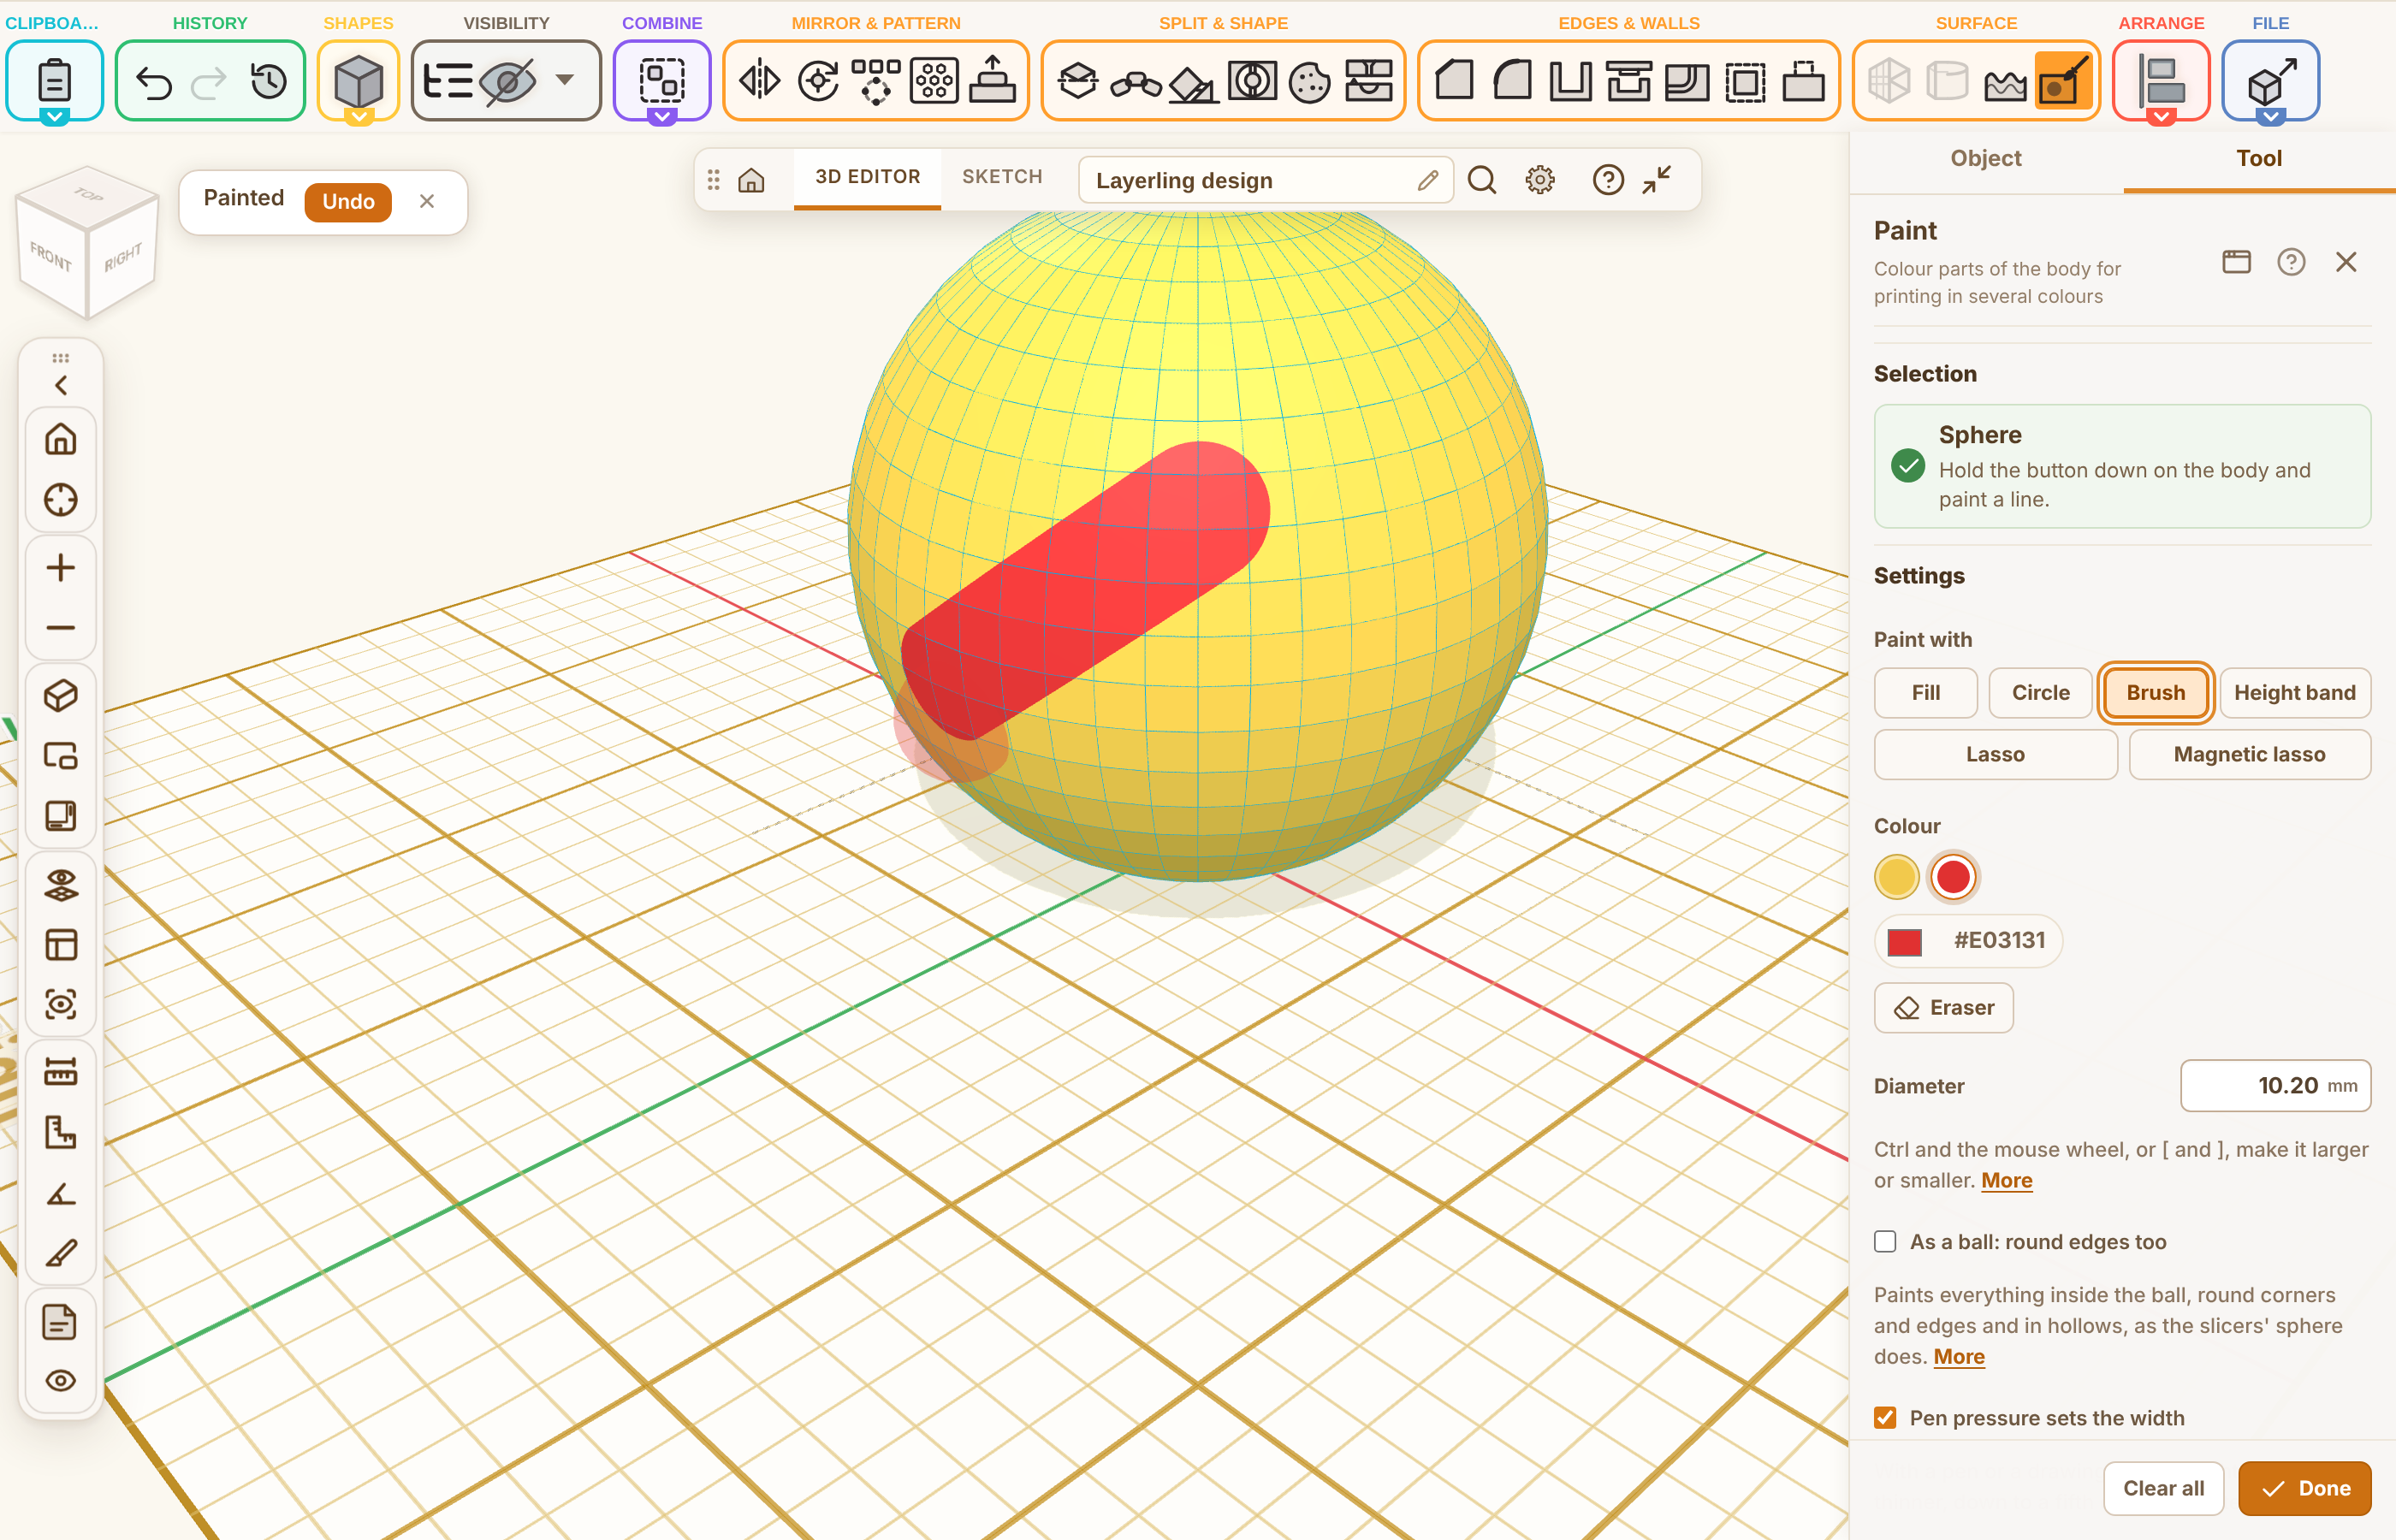 CLIPBOA...
HISTORY
SHAPES
VISIBILITY
COMBINE
MIRROR & PATTERN
SPLIT & SHAPE
EDGES & WALLS
SURFACE
ARRANGE
FILE
TOP
FRONT
RIGHT
Painted
Undo
3D EDITOR
SKETCH
Layerling design
Object
Tool
Paint
Colour parts of the body for
printing in several colours
Selection
Sphere
Hold the button down on the body and
paint a line.
Settings
Paint with
Fill
Circle
Brush
Height band
Lasso
Magnetic lasso
Colour
#E03131
Eraser
Diameter
10.20 mm
Ctrl and the mouse wheel, or [ and ], make it larger
or smaller. More
As a ball: round edges too
Paints everything inside the ball, round corners
and edges and in hollows, as the slicers' sphere
does. More
Pen pressure sets the width
Clear all
Done